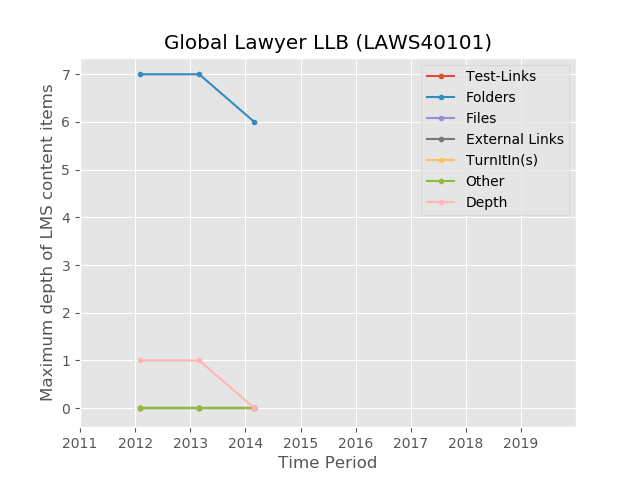 Global Lawyer LLB (LAWS40101)
Maximum depth of LMS content items
7
6
5
4
3
2
1
0
Test-Links
Folders
Files
External Links
TurnItIn(s)
Other
Depth
2011 2012 2013 2014 2015 2016 2017 2018 2019
Time Period